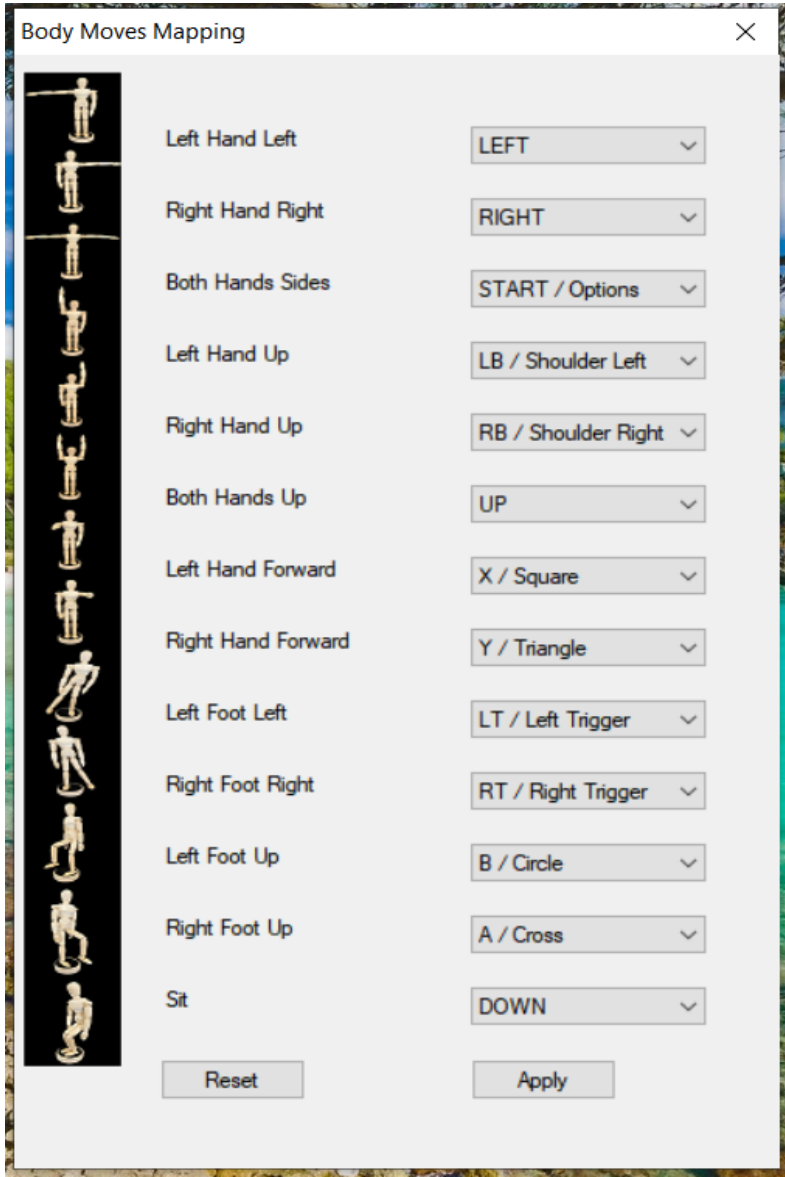 Body Moves Mapping
Left Hand Left LEFT
Right Hand Right RIGHT
Both Hands Sides START / Options
Left Hand Up LB / Shoulder Left
Right Hand Up RB / Shoulder Right
Both Hands Up UP
Left Hand Forward X / Square
Right Hand Forward Y / Triangle
Left Foot Left LT / Left Trigger
Right Foot Right RT / Right Trigger
Left Foot Up B / Circle
Right Foot Up A / Cross
Sit DOWN
Reset Apply